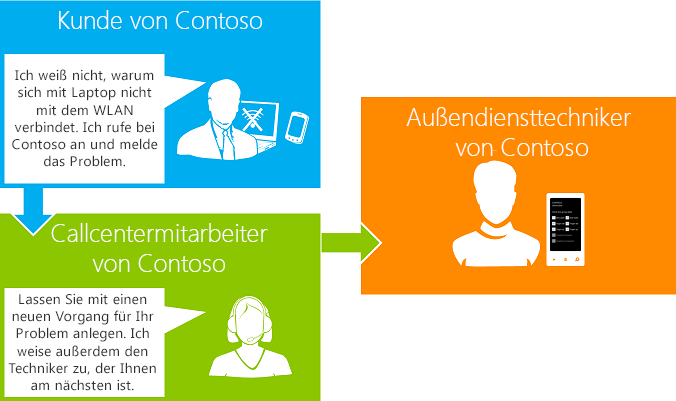 Kunde von Contoso
Ich weiß nicht, warum
sich mit Laptop nicht
mit dem WLAN
verbindet. Ich rufe bei
Contoso an und melde
das Problem.
Callcentermitarbeiter
von Contoso
Lassen Sie mit einen
neuen Vorgang für Ihr
Problem anlegen. Ich
weise außerdem den
Techniker zu, der Ihnen
am nächsten ist.
Außendiensttechniker
von Contoso